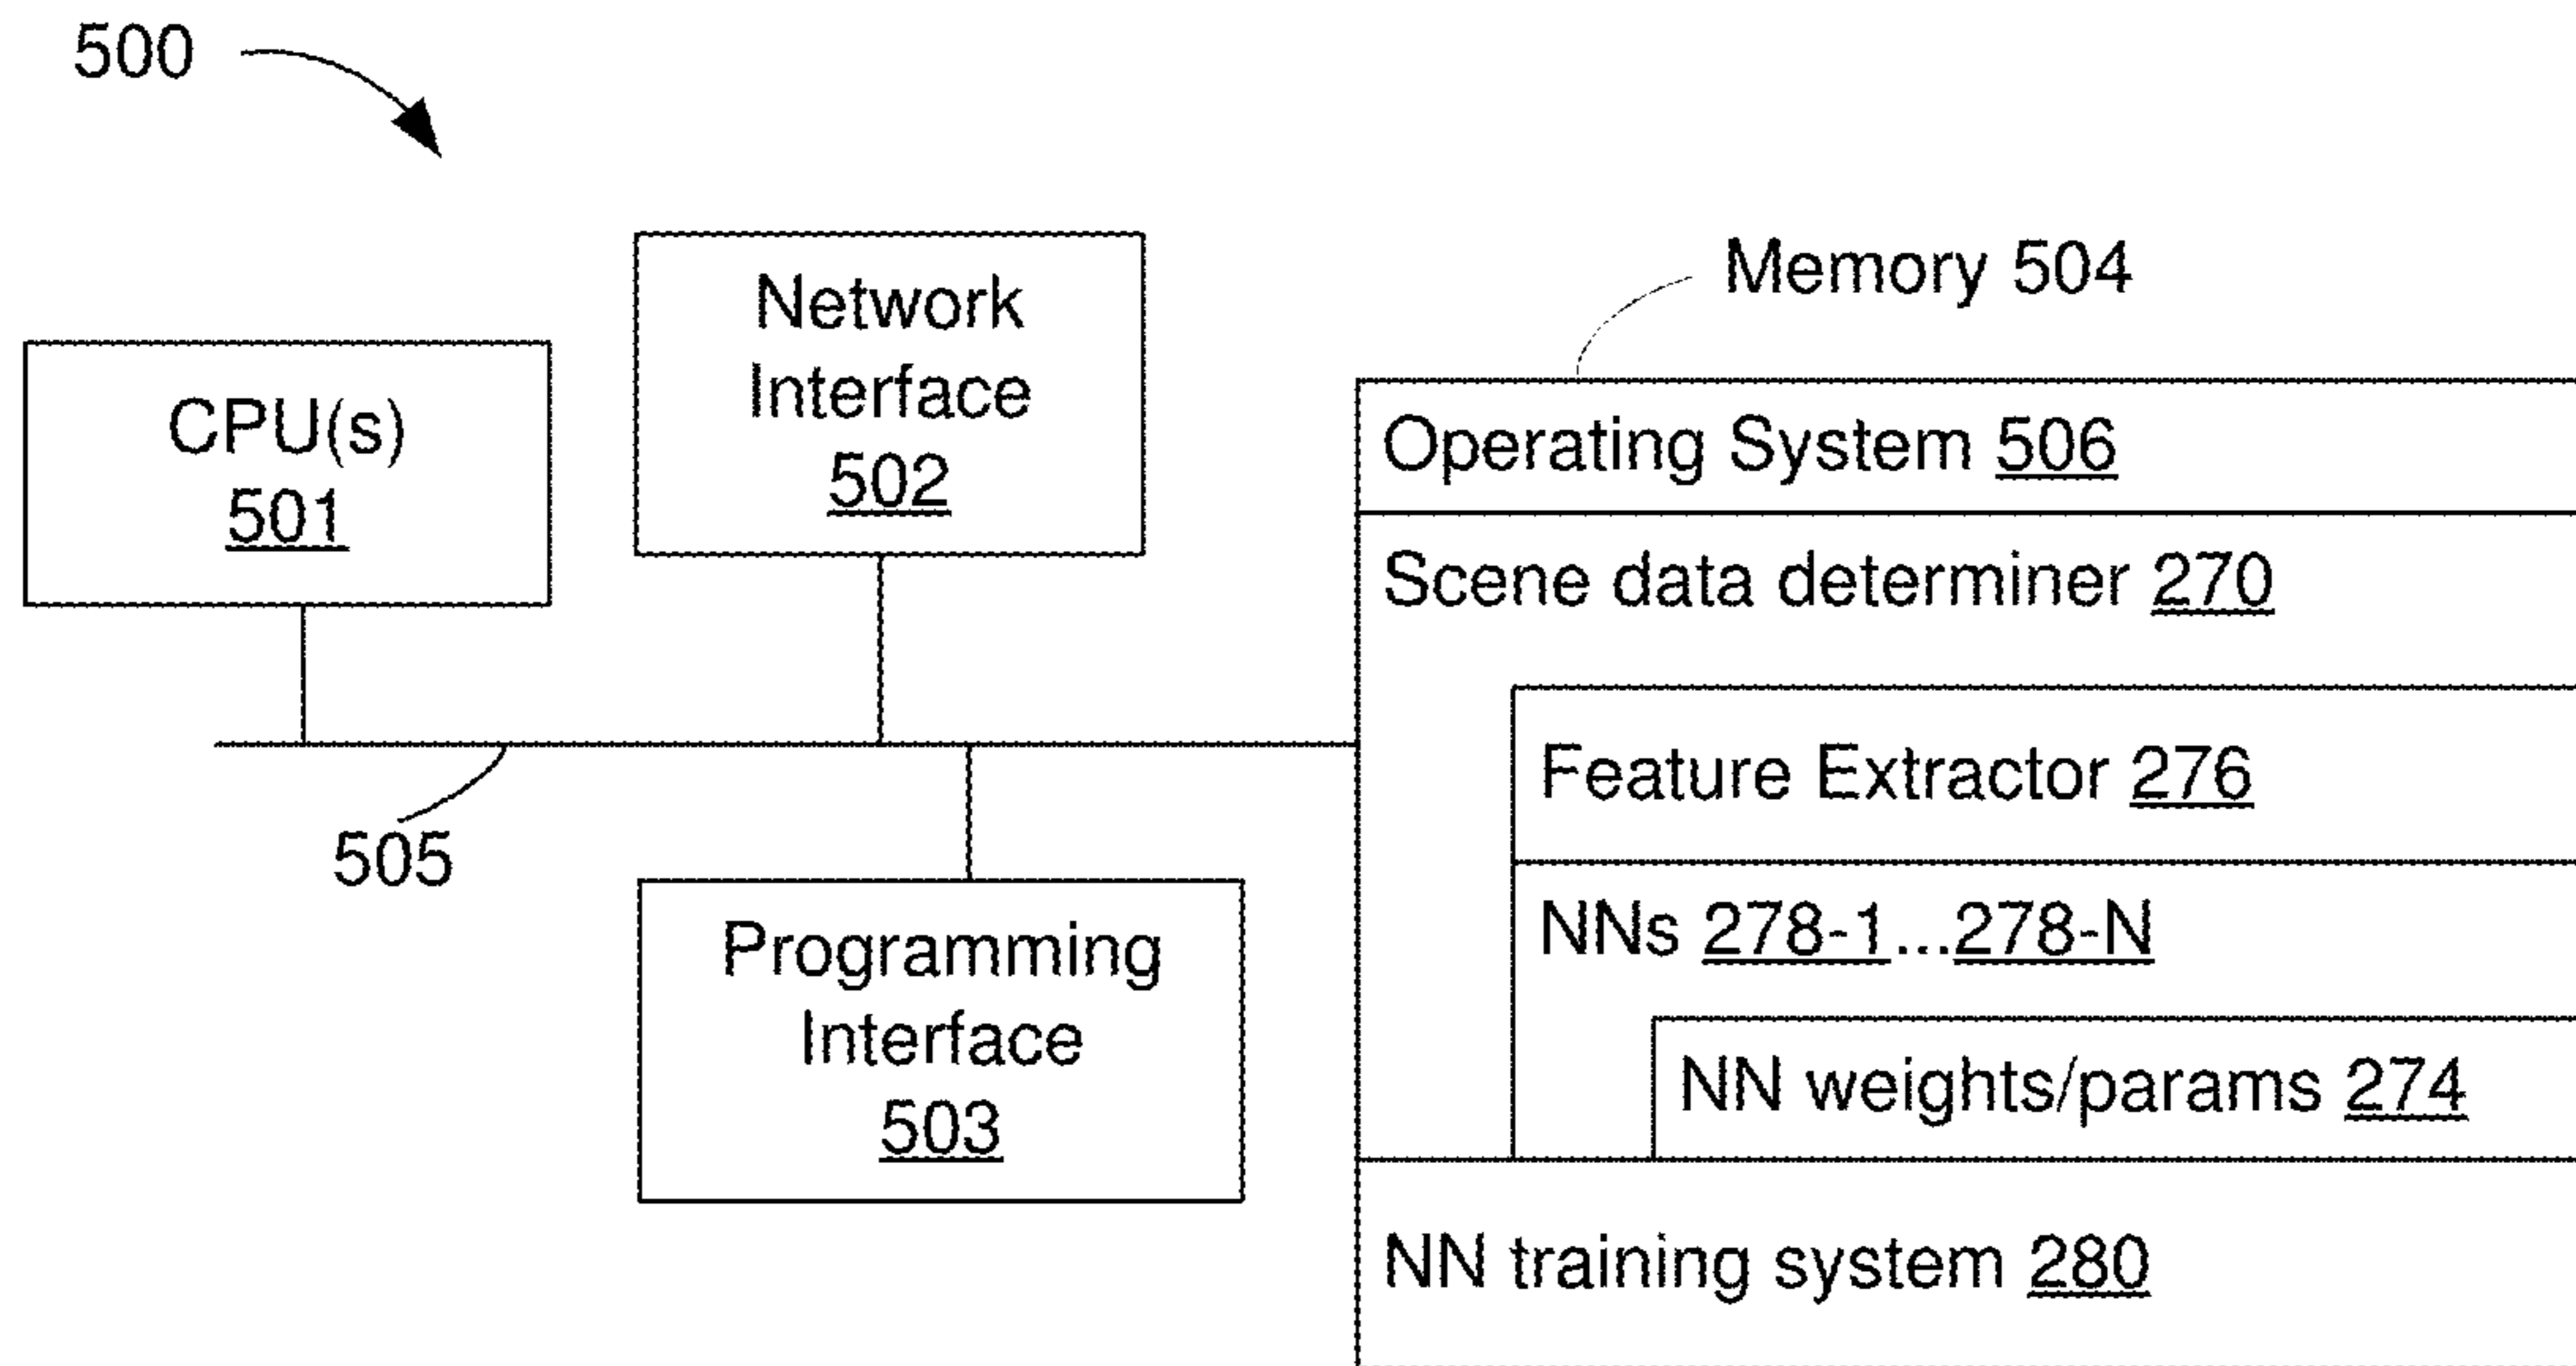 500
Network
Interface
502
Memory 504
CPU(s)
501
Operating System 506
Scene data determiner 270
Feature Extractor 276
505
NNs 278-1...278-N
Programming
Interface
503
NN weights/params 274
NN training system 280